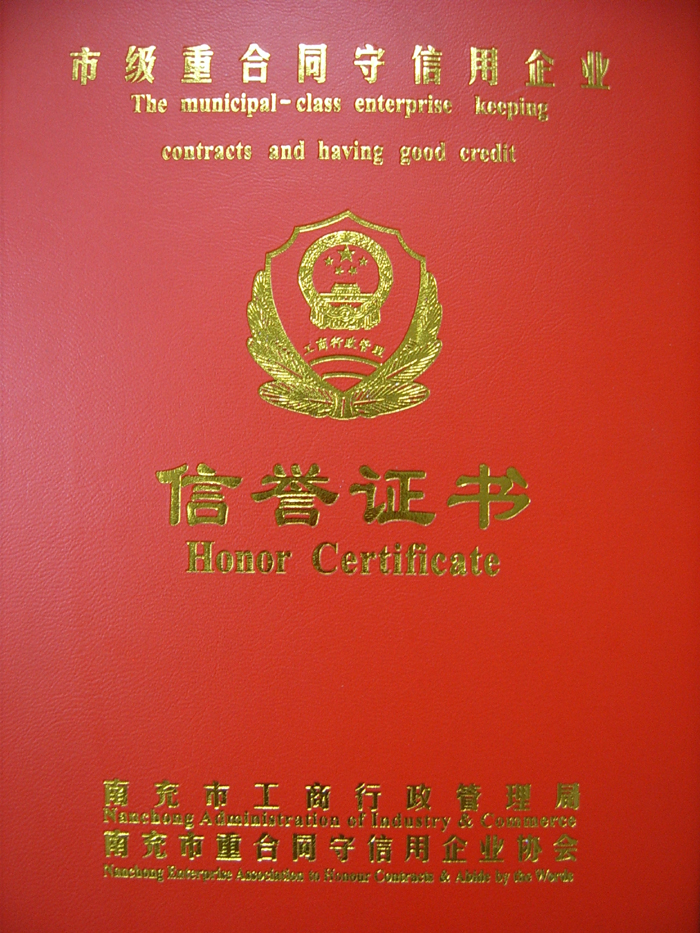 市级重合同守信用企业
The municipal-class enterprise keeping
contracts and having good credit
工商行政管理
信誉证书
Honor Certificate
南充市工商行政管理局
Nanchong Administration of Industry & Commerce
南充市重合同守信用企业协会
Nanchong Enterprise Association to Honour Contracts & Abide by the Words